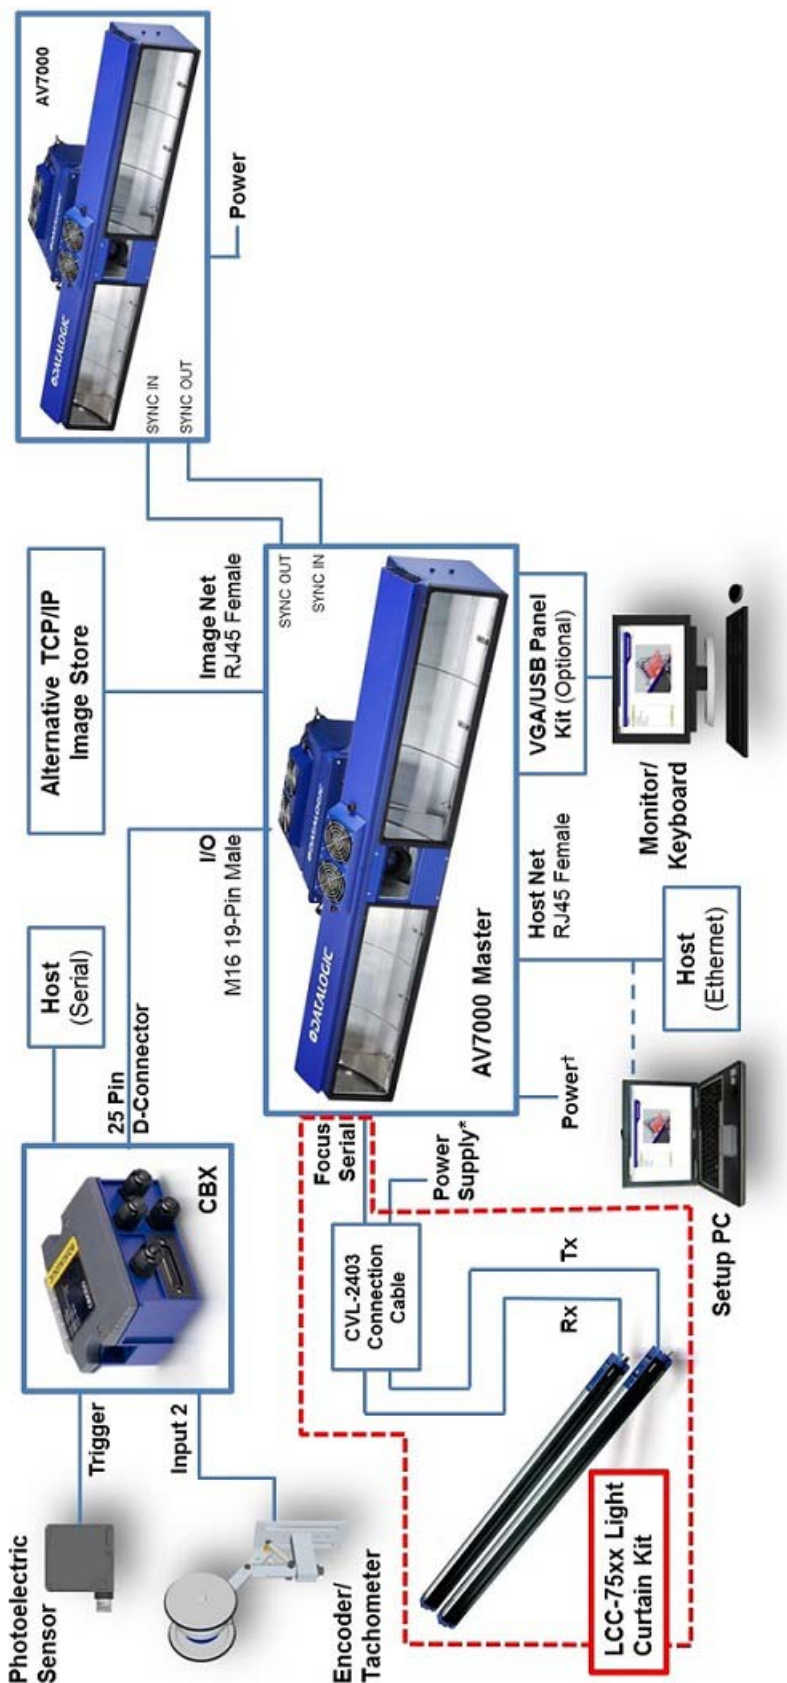 Photoelectric
Sensor
Trigger
Input 2
Encoder/
Tachometer
CBX
Host
(Serial)
25 Pin
D-Connector
I/O
M16 19-Pin Male
Alternative TCP/IP
Image Store
Image Net
RJ45 Female
SYNC OUT
SYNC IN
AV7000
DATALOGIC
DATALOGIC
SYNC IN
SYNC OUT
Power
DATALOGIC
AV7000 Master
Focus
Serial
Power
Supply*
CVL-2403
Connection
Cable
Rx
Tx
LCC-75xx Light
Curtain Kit
Power†
Host Net
RJ45 Female
Setup PC
Host
(Ethernet)
VGA/USB Panel
Kit (Optional)
Monitor/
Keyboard